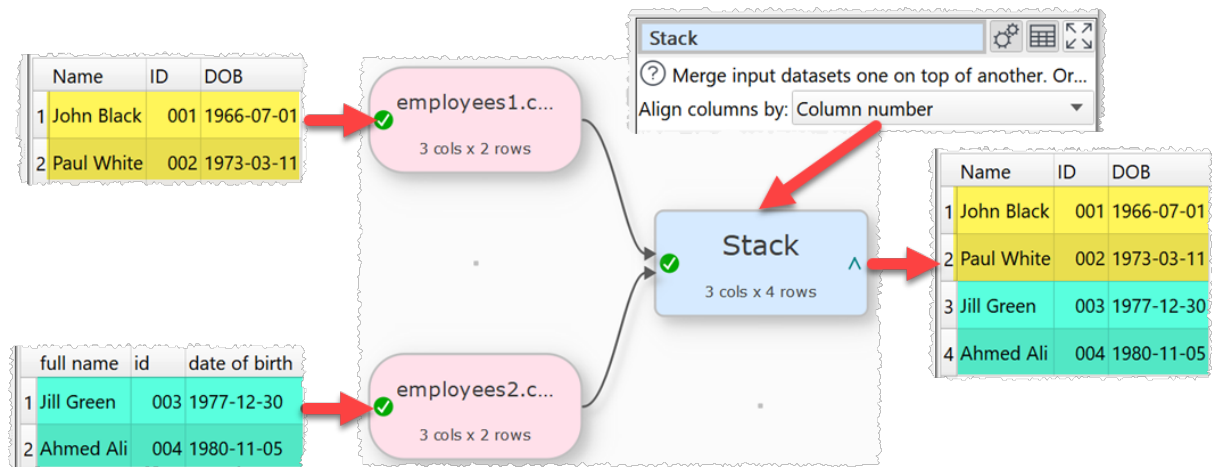 Stack
Merge input datasets one on top of another. Or...
Align columns by: Column number
Name ID DOB
1 John Black 001 1966-07-01
2 Paul White 002 1973-03-11
employees1.c...
3 cols x 2 rows
Stack
3 cols x 4 rows
Name ID DOB
1 John Black 001 1966-07-01
2 Paul White 002 1973-03-11
3 Jill Green 003 1977-12-30
4 Ahmed Ali 004 1980-11-05
full name id date of birth
1 Jill Green 003 1977-12-30
2 Ahmed Ali 004 1980-11-05
employees2.c...
3 cols x 2 rows